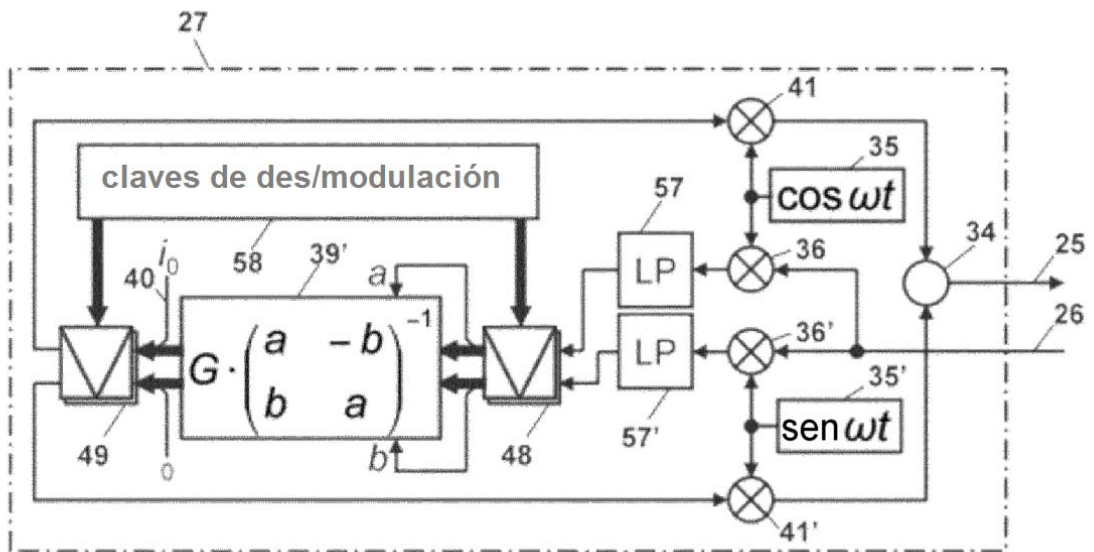 27
41
claves de des/modulación
35
cos ωt
57
34
25
i₀
40
58
39'
a
LP
36
26
G · ( a −b
b a )⁻¹
LP
36'
35'
sen ωt
49
0
b
48
57'
41'